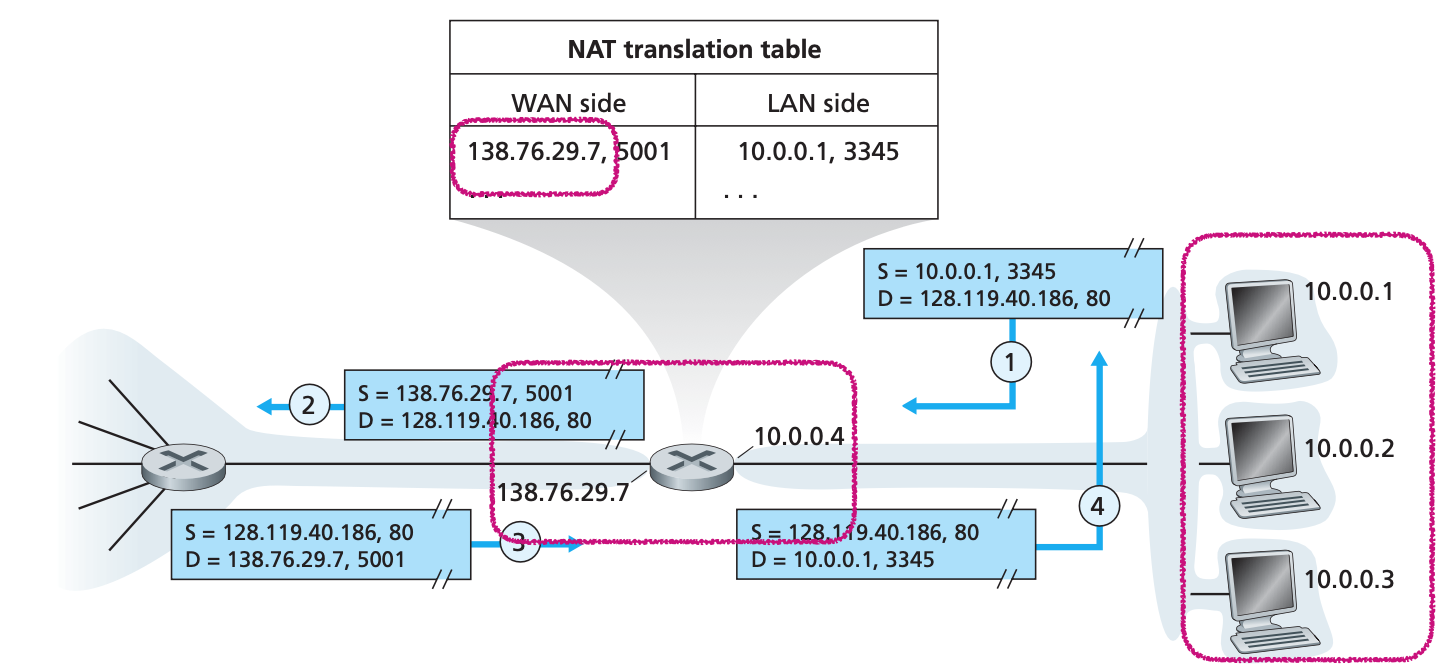 NAT translation table
WAN side
LAN side
138.76.29.7, 5001
10.0.0.1, 3345
. . .
. . .
S = 10.0.0.1, 3345
D = 128.119.40.186, 80
10.0.0.1
1
2
S = 138.76.29.7, 5001
D = 128.119.40.186, 80
10.0.0.4
10.0.0.2
138.76.29.7
4
S = 128.119.40.186, 80
D = 138.76.29.7, 5001
3
S = 128.119.40.186, 80
D = 10.0.0.1, 3345
10.0.0.3